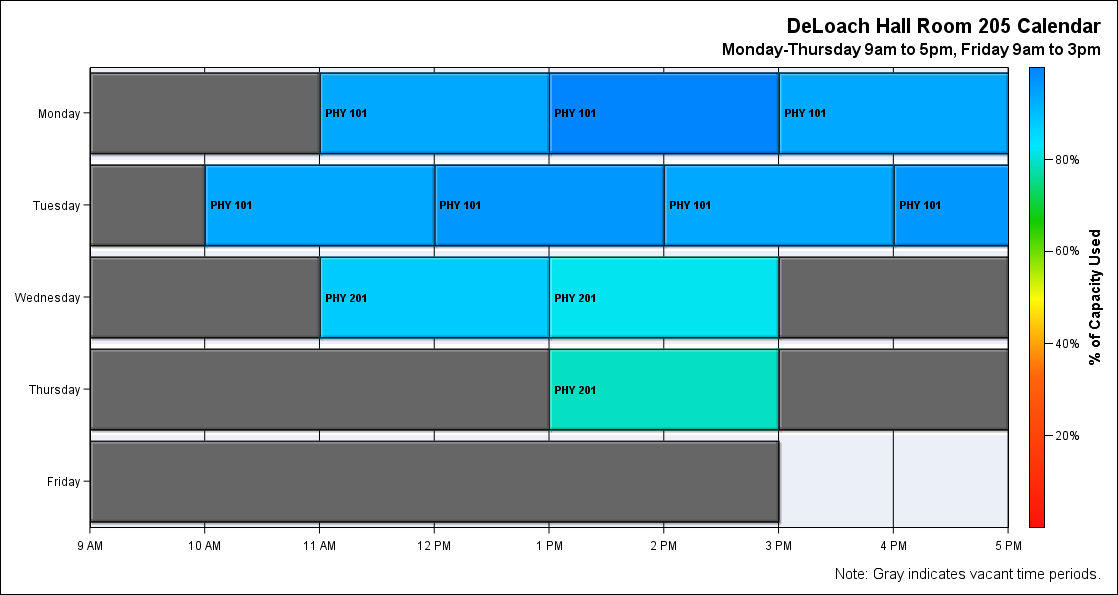 DeLoach Hall Room 205 Calendar
Monday-Thursday 9am to 5pm, Friday 9am to 3pm
Monday
PHY 101
PHY 101
PHY 101
Tuesday
PHY 101
PHY 101
PHY 101
PHY 101
Wednesday
PHY 201
PHY 201
Thursday
PHY 201
Friday
9 AM
10 AM
11 AM
12 PM
1 PM
2 PM
3 PM
4 PM
5 PM
80%
60%
40%
20%
% of Capacity Used
Note: Gray indicates vacant time periods.